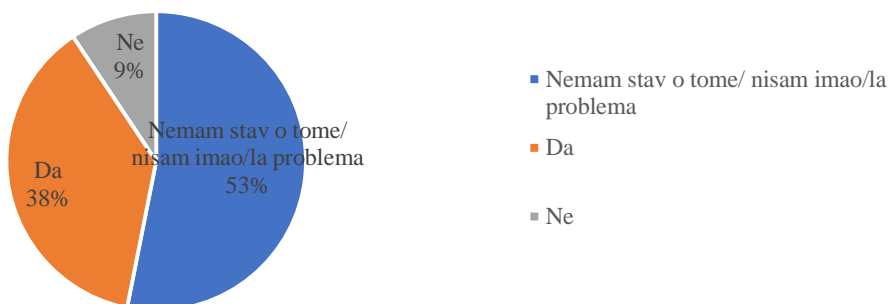 Ne
9%
Nemam stav o tome/
nisam imao/la problema
53%
Da
38%
Nemam stav o tome/ nisam imao/la
problema
Da
Ne